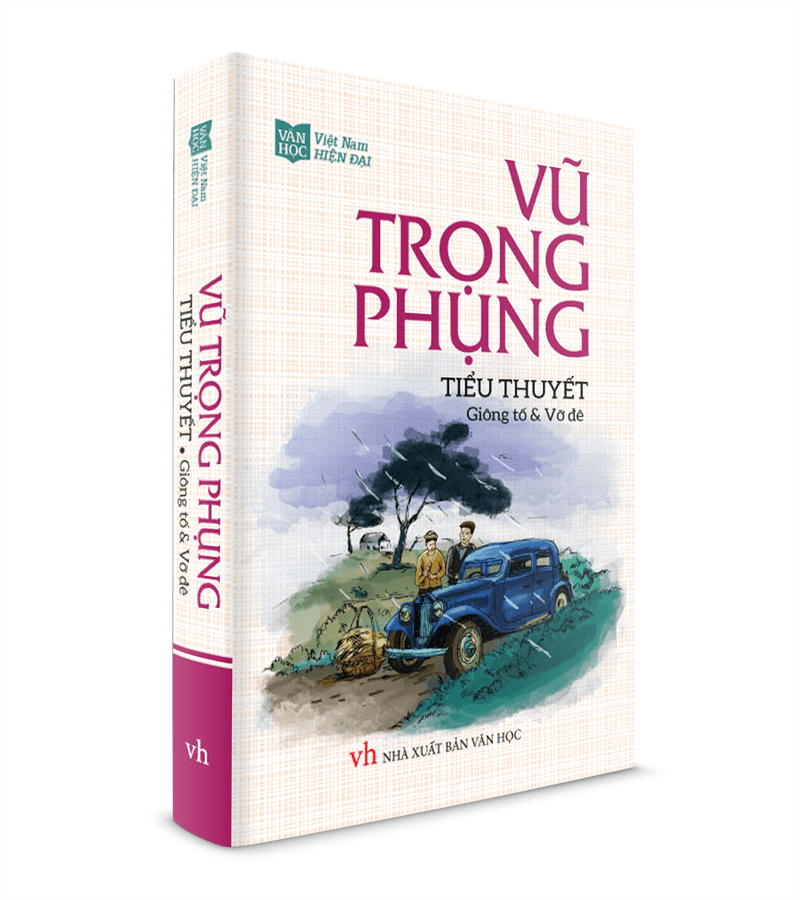 VĂN HỌC
Việt Nam
HIỆN ĐẠI
VŨ TRỌNG PHỤNG
TIỂU THUYẾT • Giông tố & Vỡ đê
vh
VĂN
HỌC
Việt Nam
HIỆN ĐẠI
VŨ
TRỌNG
PHỤNG
TIỂU THUYẾT
Giông tố & Vỡ đê
vh NHÀ XUẤT BẢN VĂN HỌC